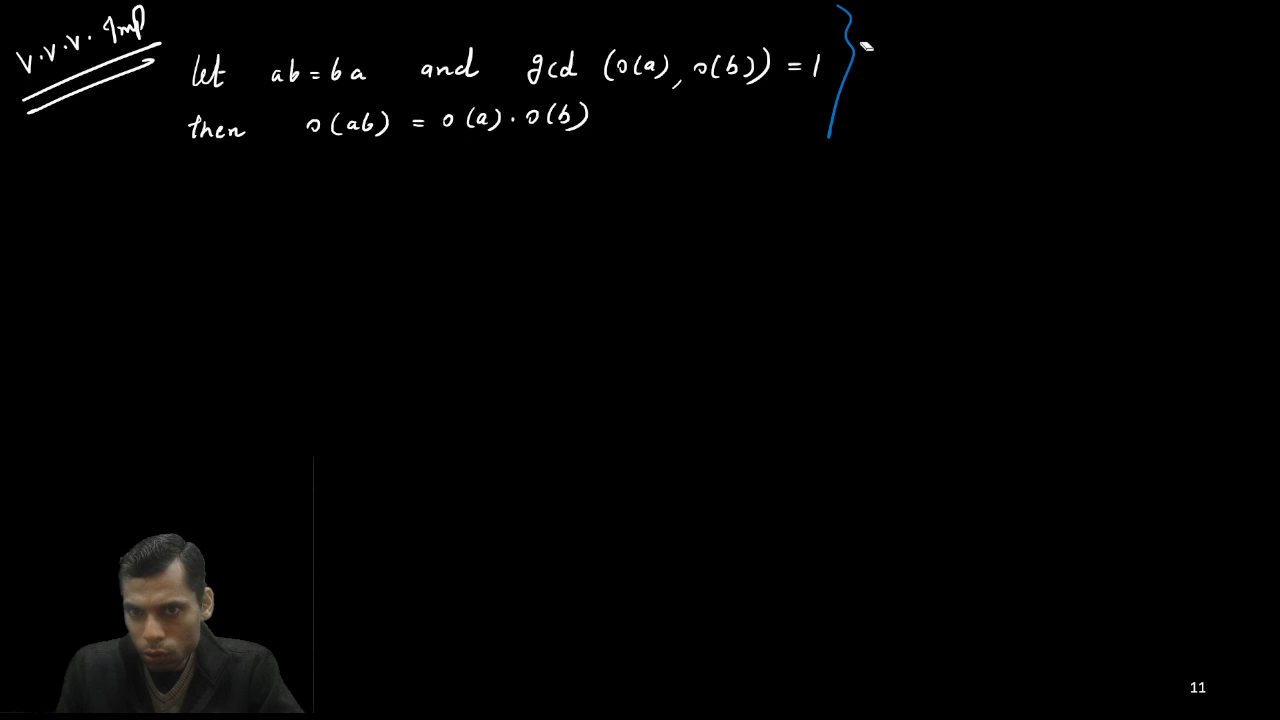 V.V.V. Imp
let ab = ba and gcd (o(a), o(b)) = 1
then o(ab) = o(a) . o(b)
11